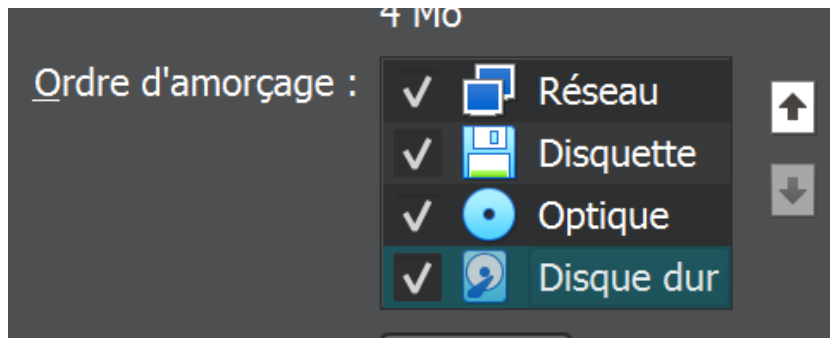 4 Mo
Ordre d'amorçage :
Réseau
Disquette
Optique
Disque dur